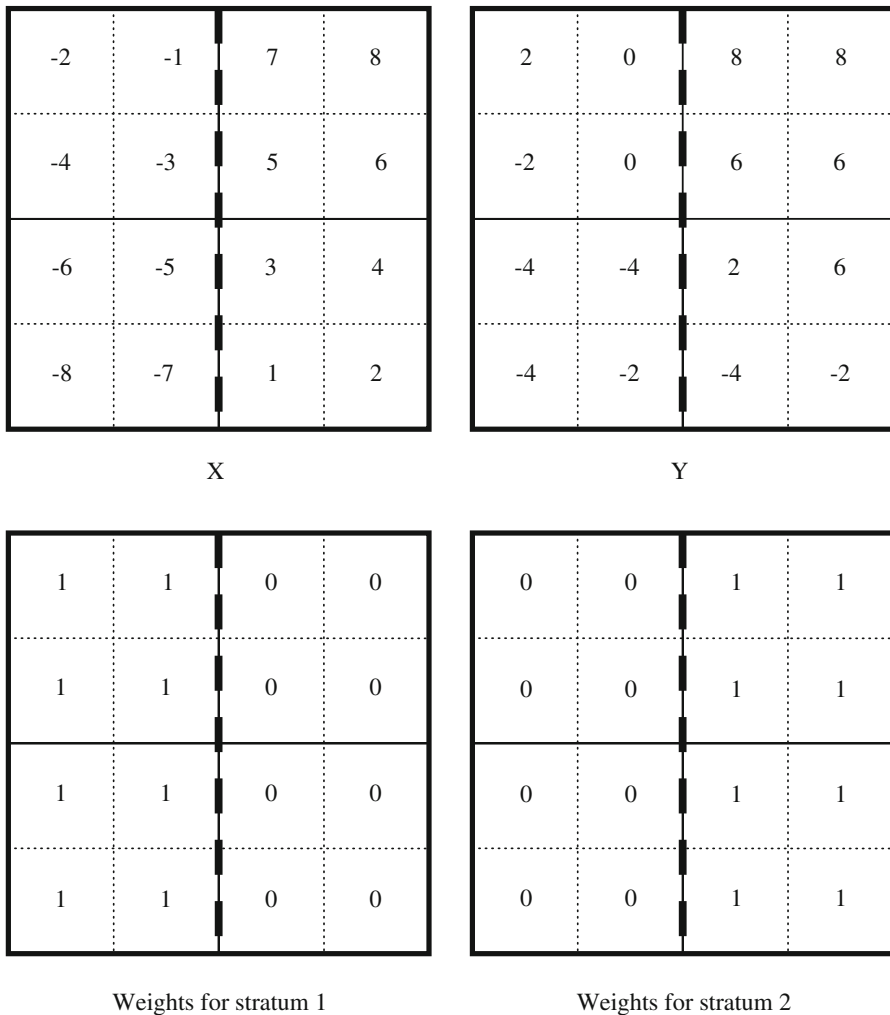 -2 -1 7 8
-4 -3 5 6
-6 -5 3 4
-8 -7 1 2
X
2 0 8 8
-2 0 6 6
-4 -4 2 6
-4 -2 -4 -2
Y
1 1 0 0
1 1 0 0
1 1 0 0
1 1 0 0
Weights for stratum 1
0 0 1 1
0 0 1 1
0 0 1 1
0 0 1 1
Weights for stratum 2